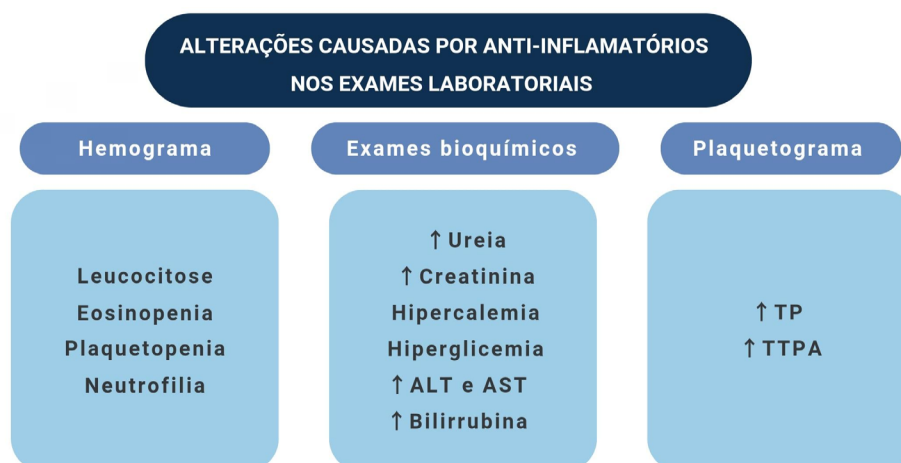 ALTERAÇÕES CAUSADAS POR ANTI-INFLAMATÓRIOS
NOS EXAMES LABORATORIAIS
Hemograma
Leucocitose
Eosinopenia
Plaquetopenia
Neutrofilia
Exames bioquímicos
↑ Ureia
↑ Creatinina
Hipercalemia
Hiperglicemia
↑ ALT e AST
↑ Bilirrubina
Plaquetograma
↑ TP
↑ TTPA